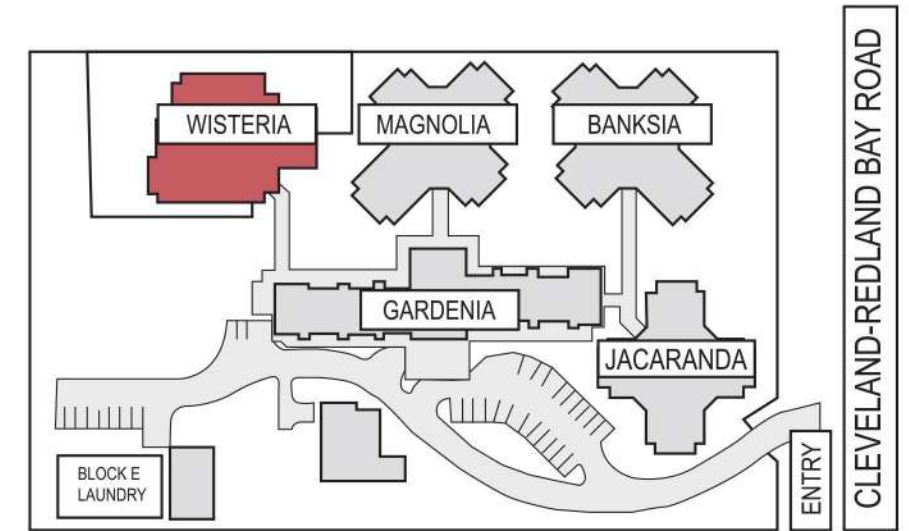 WISTERIA
MAGNOLIA
BANKSIA
GARDENIA
JACARANDA
BLOCK E
LAUNDRY
ENTRY
CLEVELAND-REDLAND BAY ROAD